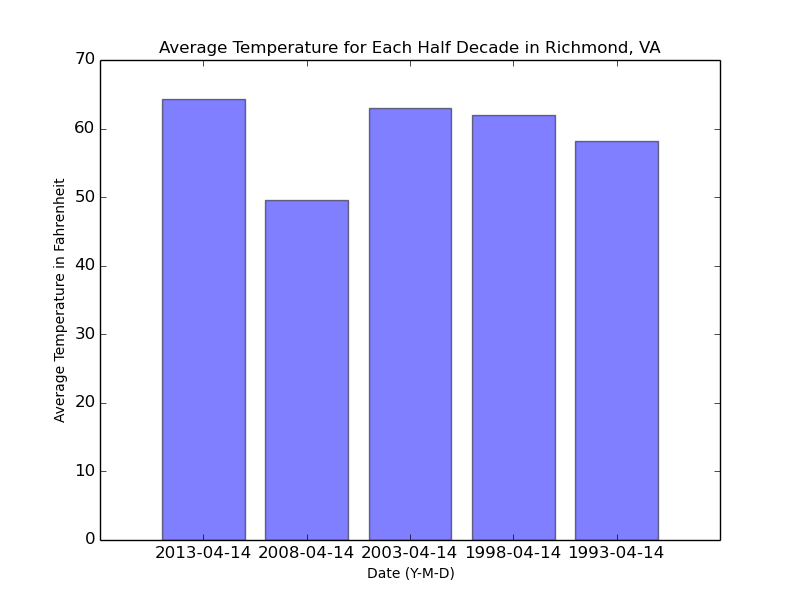 Average Temperature for Each Half Decade in Richmond, VA
70
60
50
40
30
20
10
0
Average Temperature in Fahrenheit
2013-04-14 2008-04-14 2003-04-14 1998-04-14 1993-04-14
Date (Y-M-D)